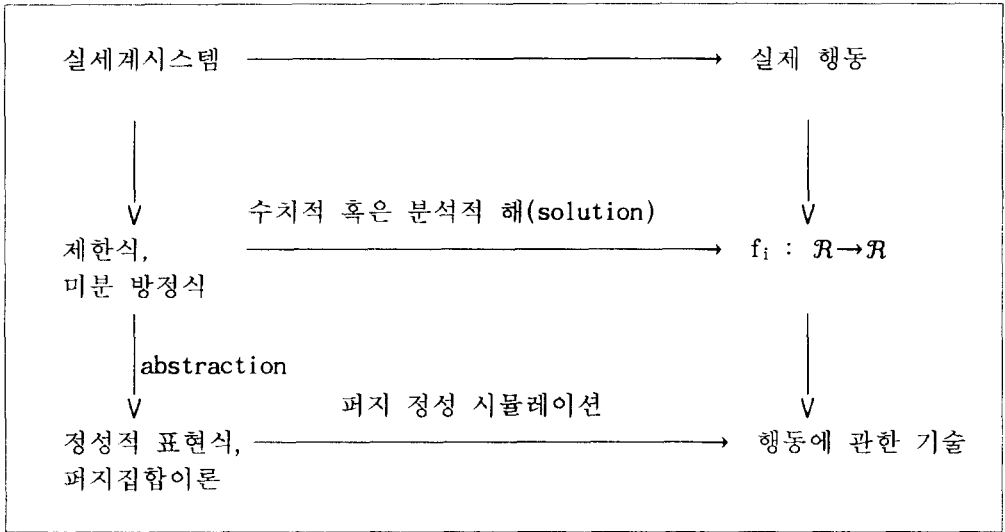 실세계시스템 실제 행동
수치적 혹은 분석적 해(solution)
제한식, fᵢ : ℛ→ℛ
미분 방정식
abstraction
퍼지 정성 시뮬레이션
정성적 표현식, 행동에 관한 기술
퍼지집합이론